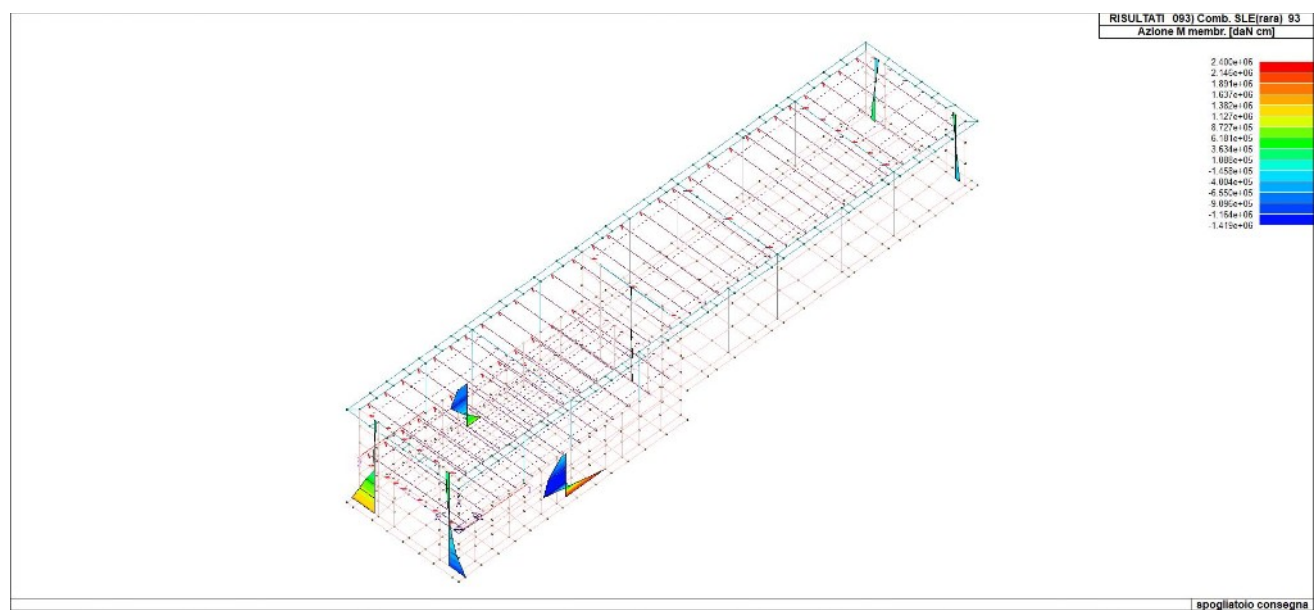 RISULTATI 093) Comb. SLE(rara) 93
Azione M membr. [daN cm]
2.400e+06
2.146e+06
1.891e+06
1.637e+06
1.382e+06
1.127e+06
8.727e+05
6.181e+05
3.634e+05
1.088e+05
-1.458e+05
-4.004e+05
-6.550e+05
-9.096e+05
-1.164e+06
-1.419e+06
spogliatoio consegna